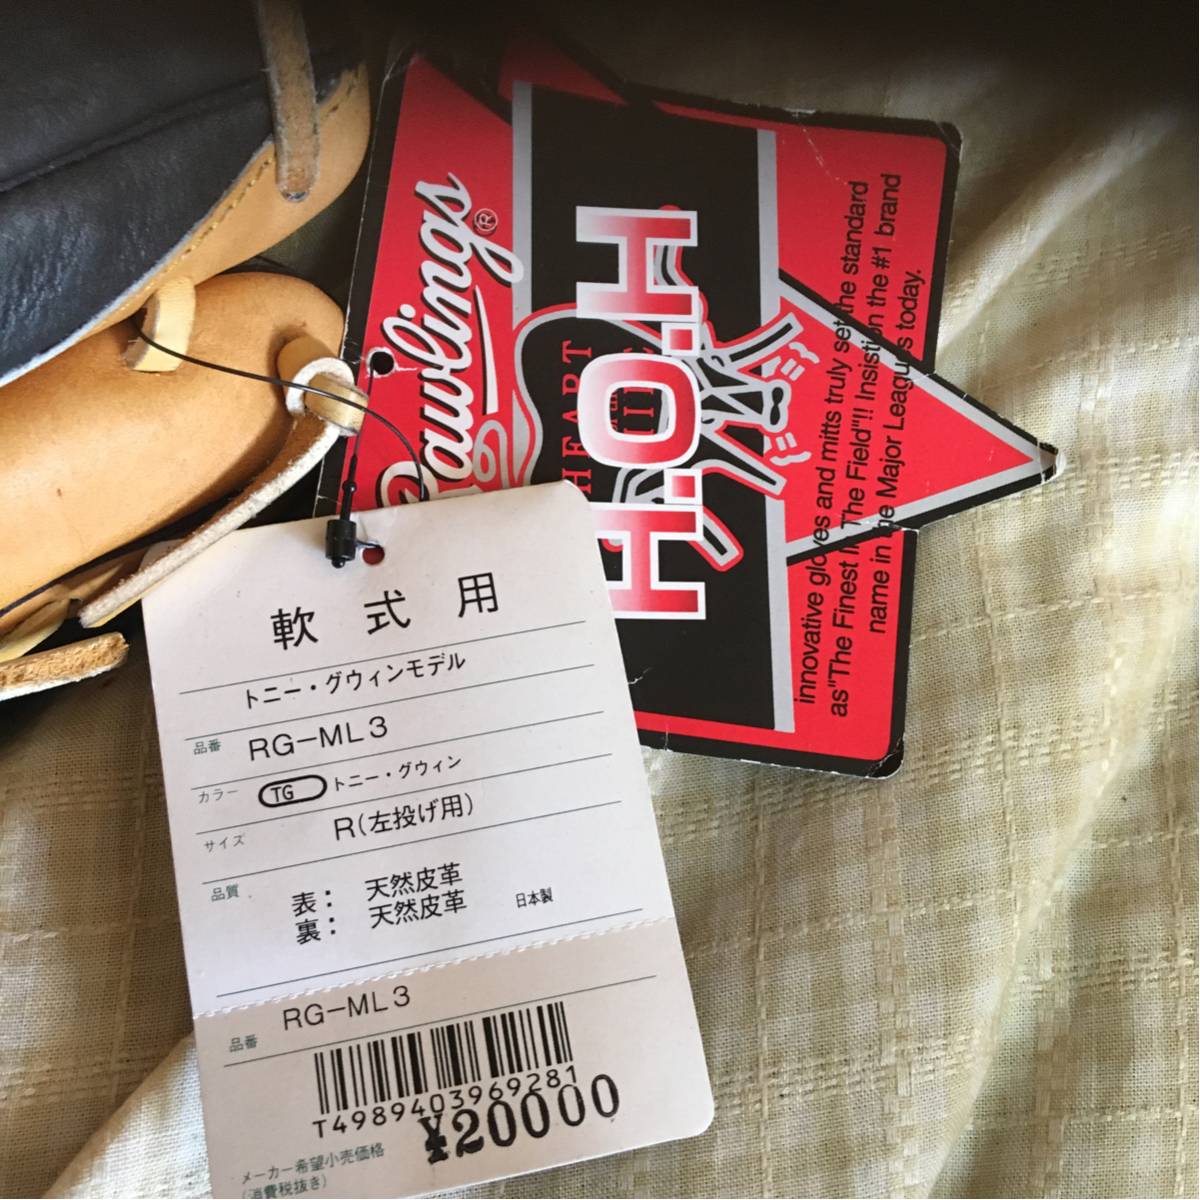 Rawlings®
HEART
H.O.H
innovative gloves and mitts truly set the standard
as"The Finest In The Field"!! Insist on the #1 brand
name in the Major Leagues today.
軟式用
トニー・グウィンモデル
品番 RG-ML3
カラー TG トニー・グウィン
サイズ R(左投げ用)
品質 表: 天然皮革
裏: 天然皮革 日本製
品番 RG-ML3
T4989403969281
¥20000
メーカー希望小売価格
(消費税抜き)